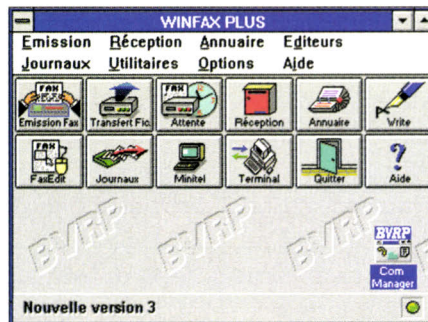 WINFAX PLUS
Emission Réception Annuaire Editeurs
Journaux Utilitaires Options Aide
FAX FAX
Emission Fax Transfert Fic. Attente Réception Annuaire Write
FAX ?
FaxEdit Journaux Minitel Terminal Quitter Aide
BVRP BVRP BVRP
BVRP
Com
Manager
Nouvelle version 3